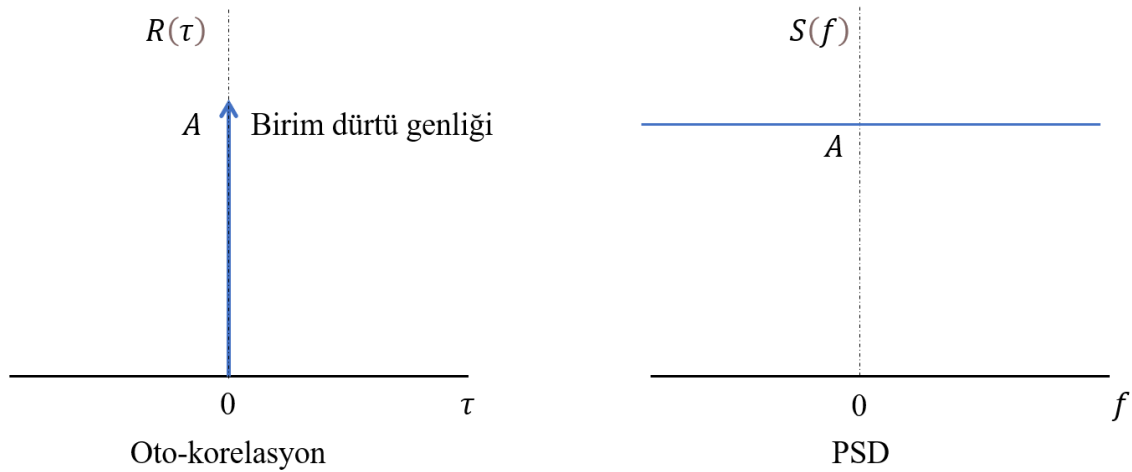 R(τ)
A Birim dürtü genliği
0 τ
Oto-korelasyon
S(f)
A
0 f
PSD